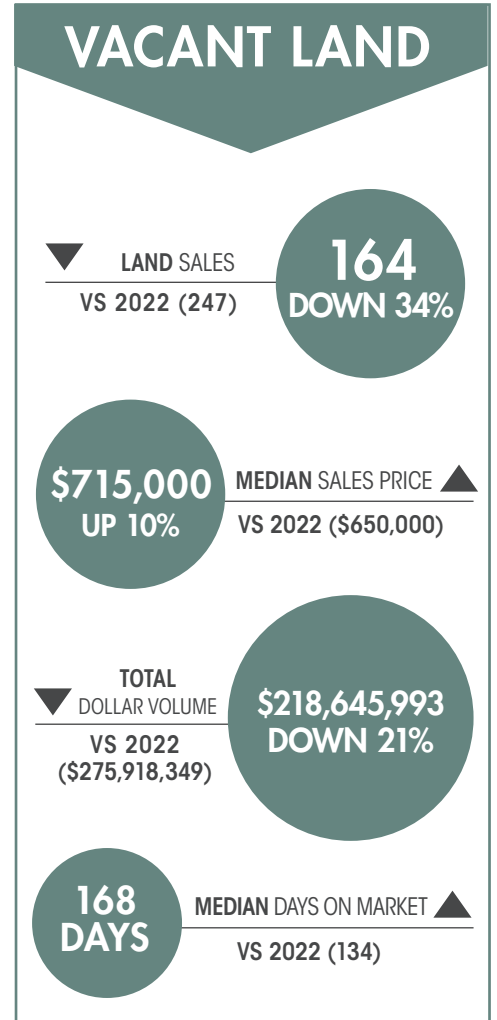 VACANT LAND
LAND SALES
VS 2022 (247)
164
DOWN 34%
$715,000
UP 10%
MEDIAN SALES PRICE
VS 2022 ($650,000)
TOTAL
DOLLAR VOLUME
VS 2022
($275,918,349)
$218,645,993
DOWN 21%
168
DAYS
MEDIAN DAYS ON MARKET
VS 2022 (134)